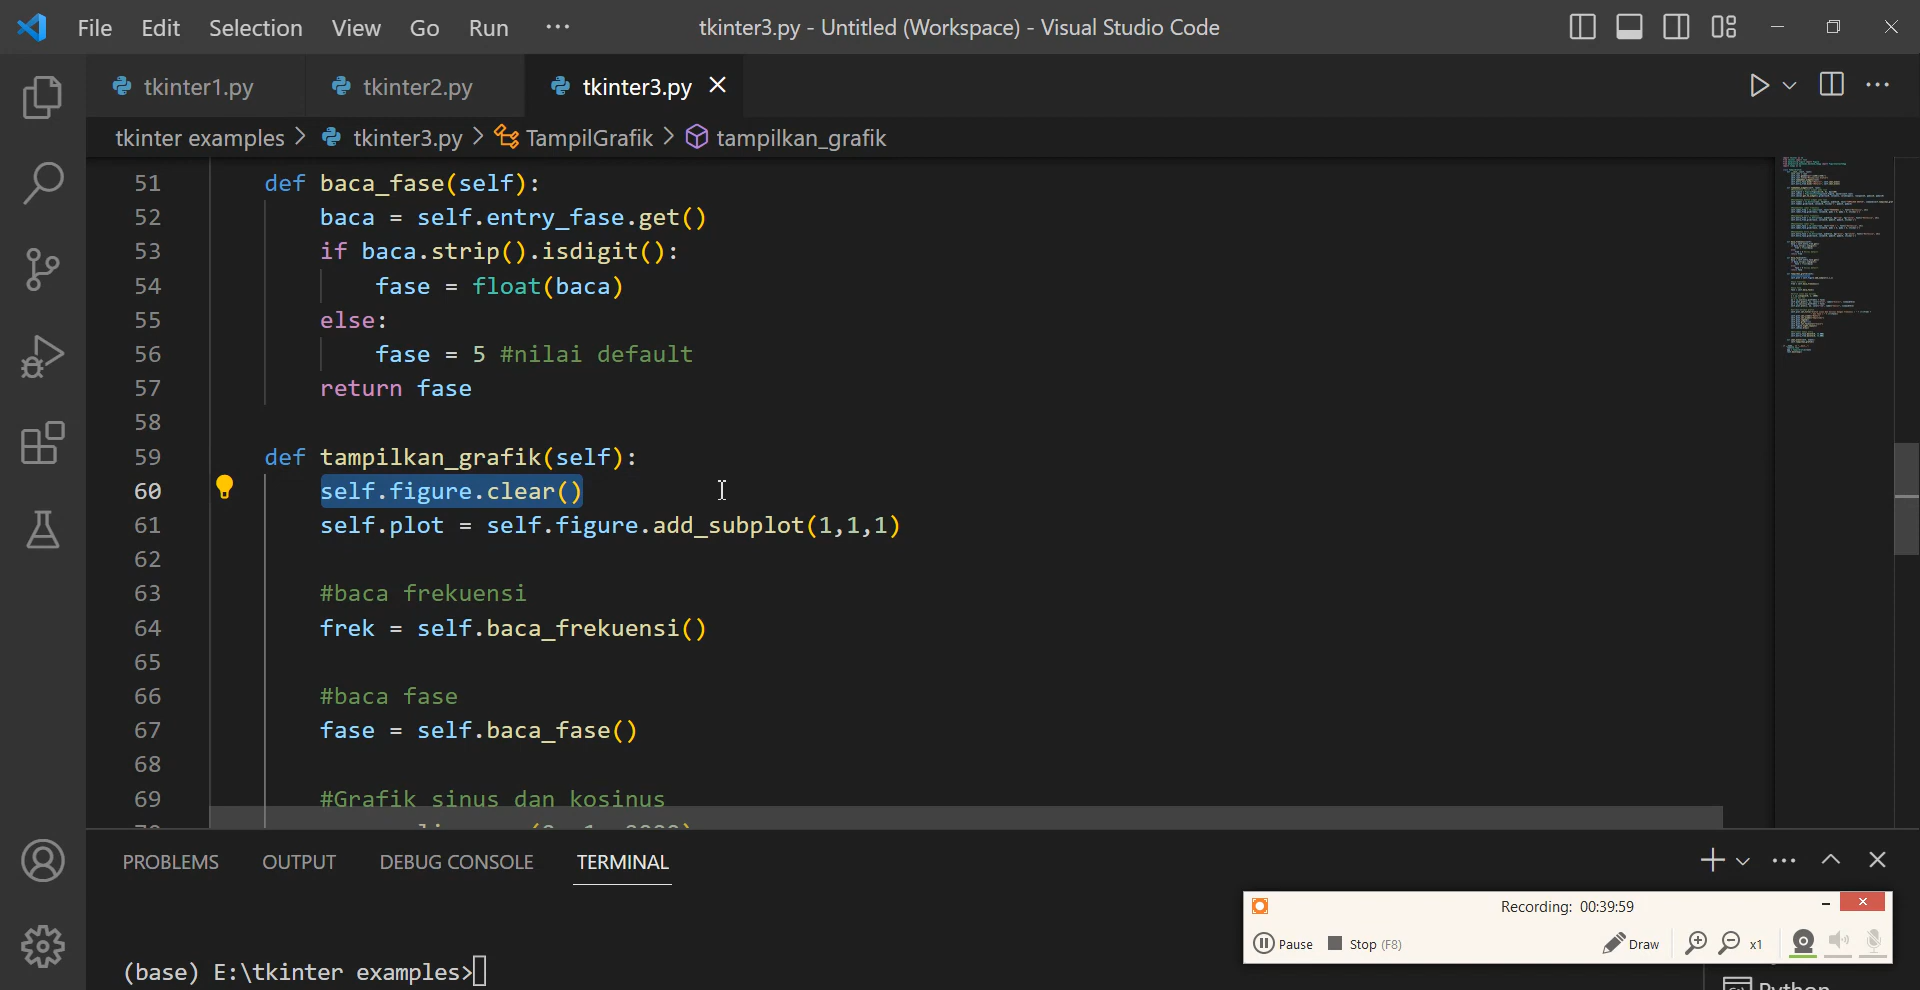 File Edit Selection View Go Run ··· tkinter3.py - Untitled (Workspace) - Visual Studio Code
tkinter1.py tkinter2.py tkinter3.py
tkinter examples > tkinter3.py > TampilGrafik > tampilkan_grafik
51 def baca_fase(self):
52 baca = self.entry_fase.get()
53 if baca.strip().isdigit():
54 fase = float(baca)
55 else:
56 fase = 5 #nilai default
57 return fase
58
59 def tampilkan_grafik(self):
60 self.figure.clear()
61 self.plot = self.figure.add_subplot(1,1,1)
62
63 #baca frekuensi
64 frek = self.baca_frekuensi()
65
66 #baca fase
67 fase = self.baca_fase()
68
69 #Grafik sinus dan kosinus
PROBLEMS OUTPUT DEBUG CONSOLE TERMINAL
Recording: 00:39:59
Pause Stop (F8) Draw x1
(base) E:\tkinter examples>
Python